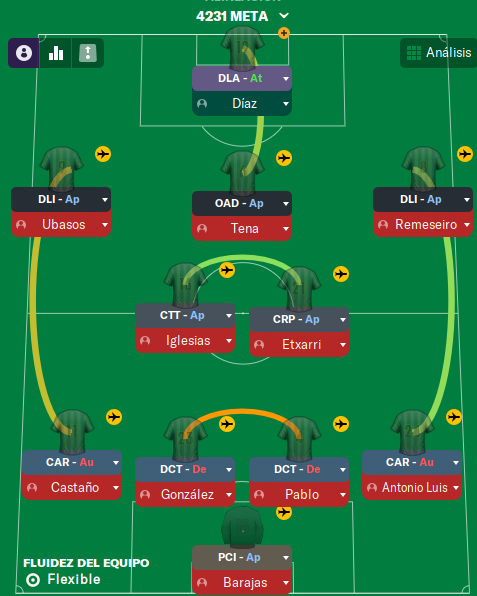 4231 META
Análisis
DLA - At
Díaz
DLI - Ap
Ubasos
OAD - Ap
Tena
DLI - Ap
Remeseiro
CTT - Ap
Iglesias
CRP - Ap
Etxarri
CAR - Au
Castaño
DCT - De
González
DCT - De
Pablo
CAR - Au
Antonio Luis
PCI - Ap
Barajas
FLUIDEZ DEL EQUIPO
Flexible